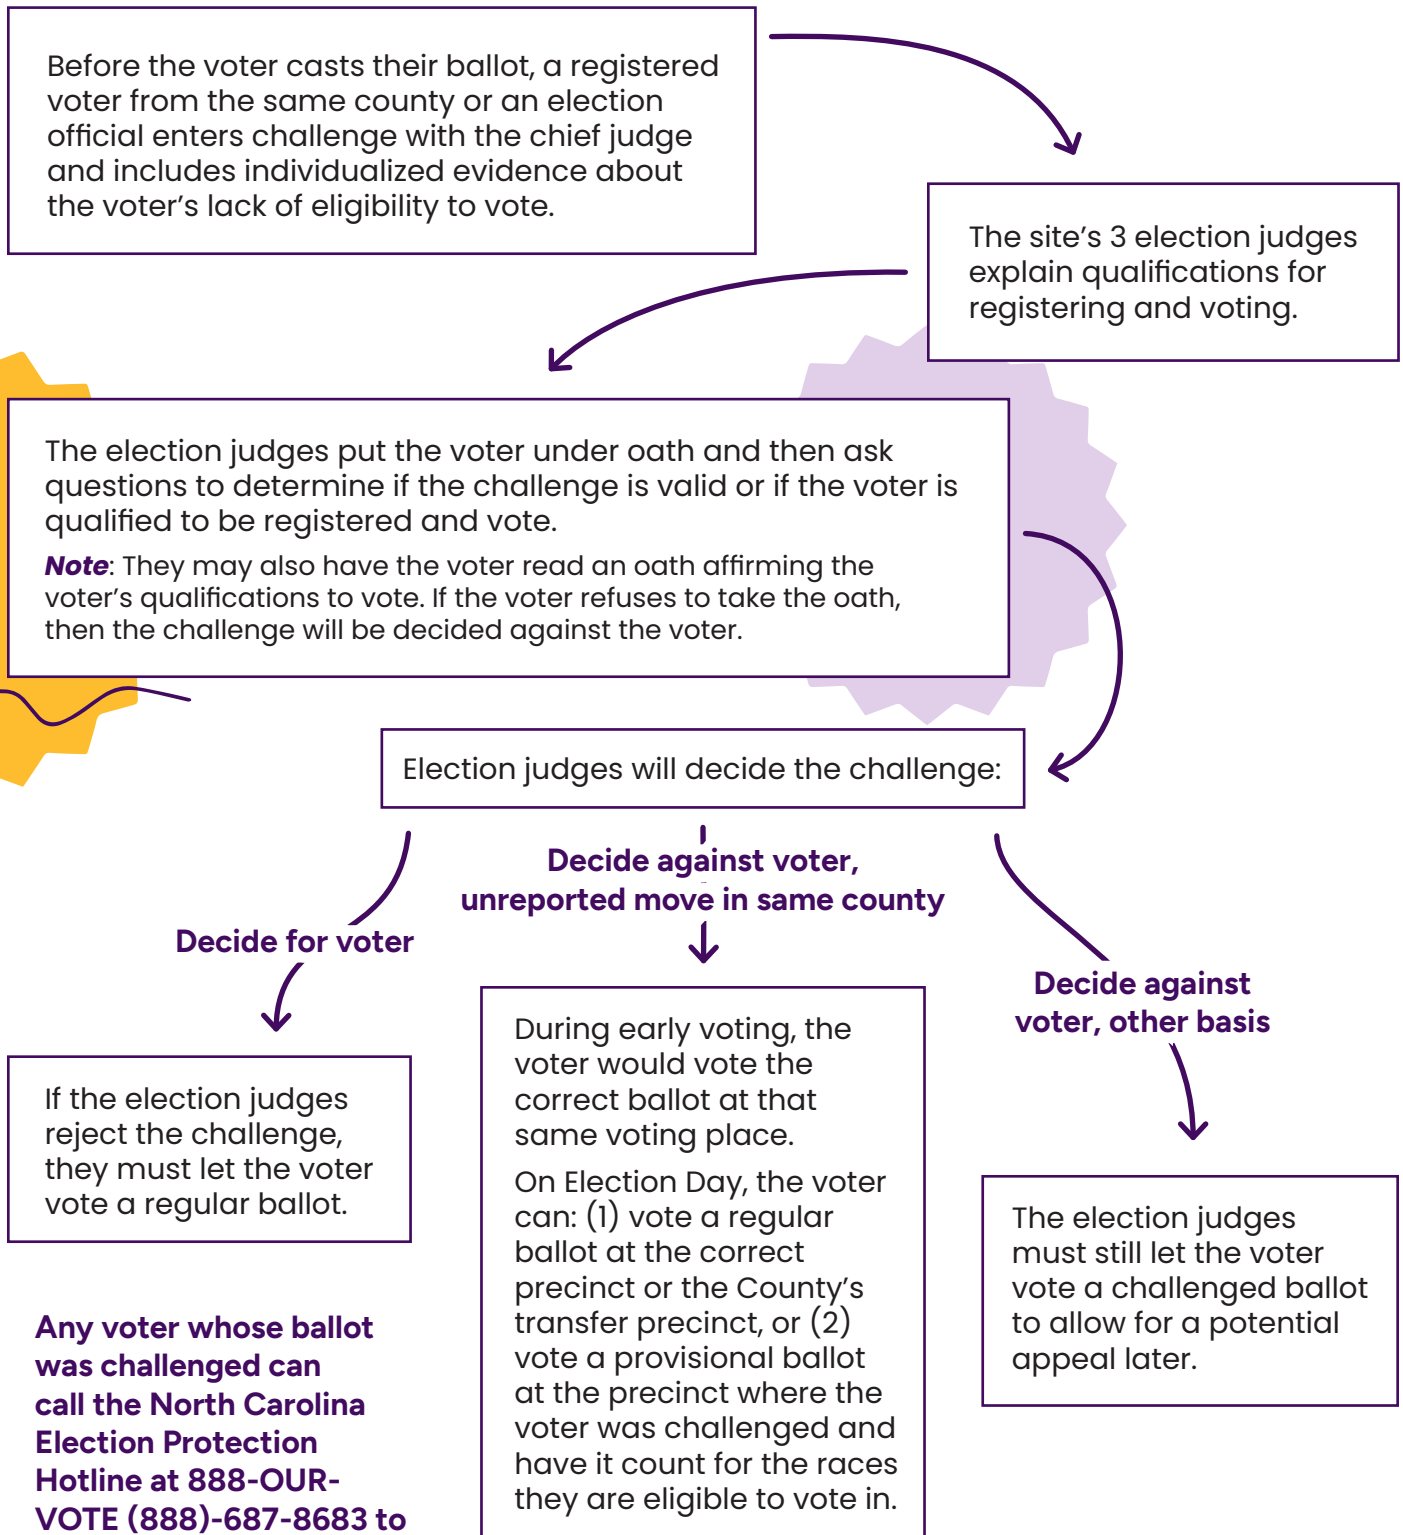 Before the voter casts their ballot, a registered
voter from the same county or an election
official enters challenge with the chief judge
and includes individualized evidence about
the voter's lack of eligibility to vote.
The site's 3 election judges
explain qualifications for
registering and voting.
The election judges put the voter under oath and then ask
questions to determine if the challenge is valid or if the voter is
qualified to be registered and vote.
Note: They may also have the voter read an oath affirming the
voter's qualifications to vote. If the voter refuses to take the oath,
then the challenge will be decided against the voter.
Election judges will decide the challenge:
Decide for voter
If the election judges
reject the challenge,
they must let the voter
vote a regular ballot.
Decide against voter,
unreported move in same county
During early voting, the
voter would vote the
correct ballot at that
same voting place.
On Election Day, the voter
can: (1) vote a regular
ballot at the correct
precinct or the County's
transfer precinct, or (2)
vote a provisional ballot
at the precinct where the
voter was challenged and
have it count for the races
they are eligible to vote in.
Decide against
voter, other basis
The election judges
must still let the voter
vote a challenged ballot
to allow for a potential
appeal later.
Any voter whose ballot
was challenged can
call the North Carolina
Election Protection
Hotline at 888-OUR-
VOTE (888)-687-8683 to